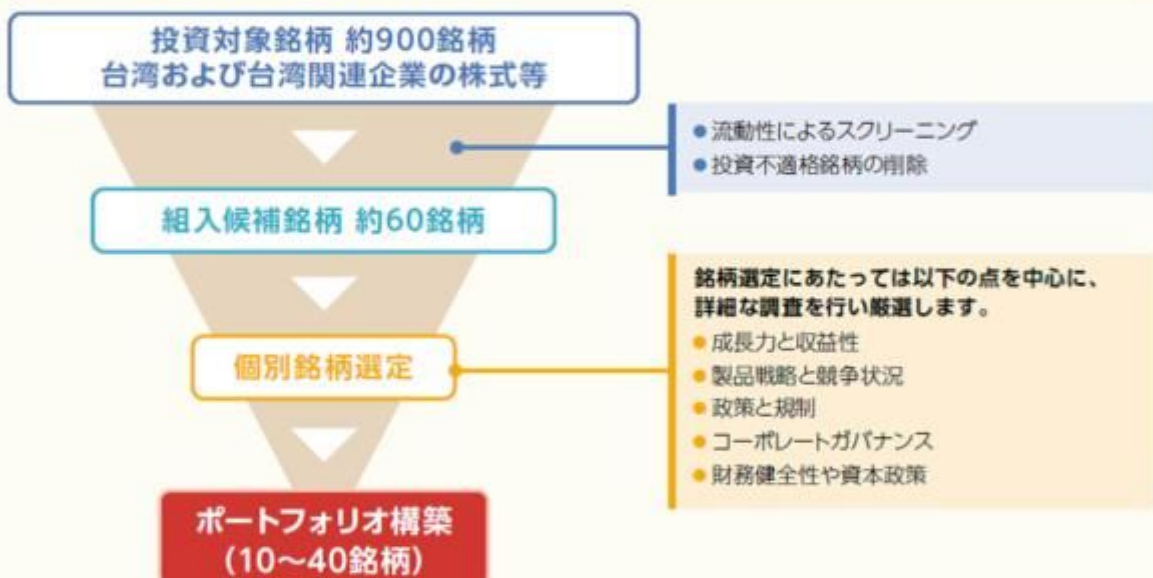 投資対象銘柄 約900銘柄
台湾および台湾関連企業の株式等
●流動性によるスクリーニング
●投資不適格銘柄の削除
組入候補銘柄 約60銘柄
銘柄選定にあたっては以下の点を中心に、
詳細な調査を行い厳選します。
●成長力と収益性
●製品戦略と競争状況
●政策と規制
●コーポレートガバナンス
●財務健全性や資本政策
個別銘柄選定
ポートフォリオ構築
(10~40銘柄)